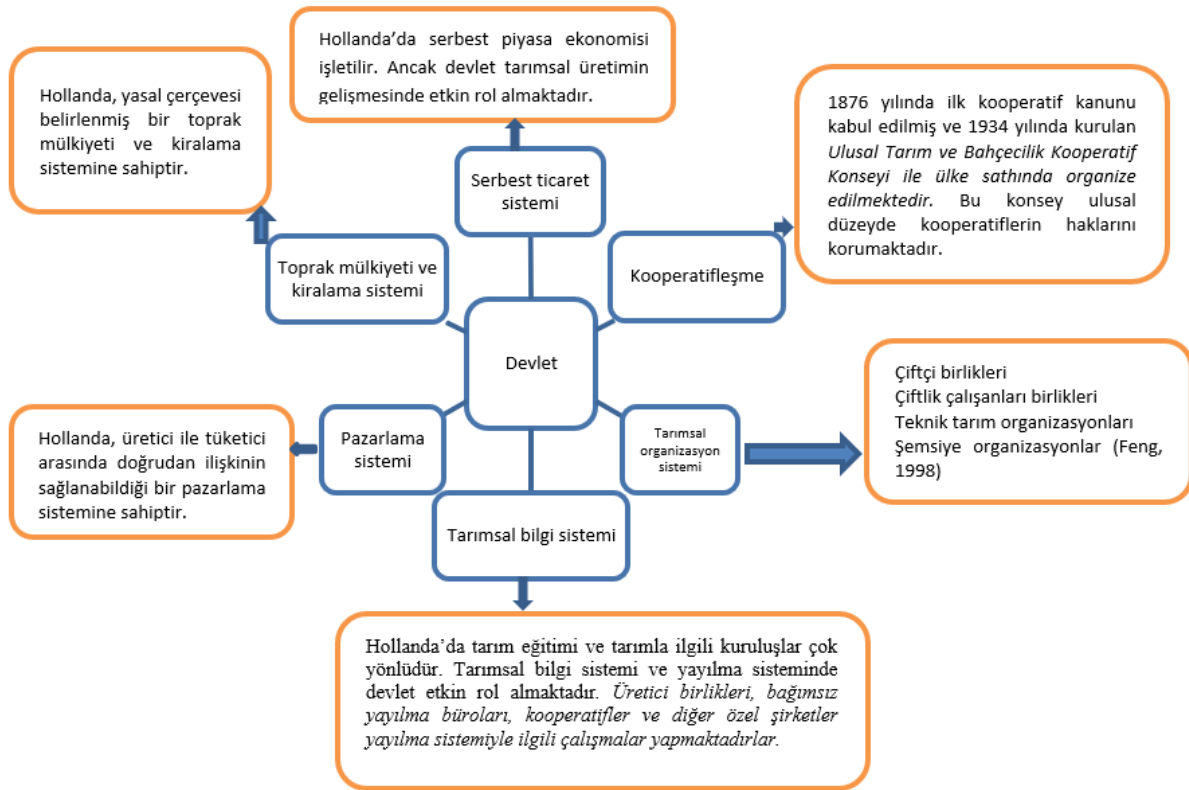 Hollanda’da serbest piyasa ekonomisi
işletilir. Ancak devlet tarımsal üretimin
gelişmesinde etkin rol almaktadır.
Hollanda, yasal çerçevesi
belirlenmiş bir toprak
mülkiyeti ve kiralama
sistemine sahiptir.
1876 yılında ilk kooperatif kanunu
kabul edilmiş ve 1934 yılında kurulan
Ulusal Tarım ve Bahçecilik Kooperatif
Konseyi ile ülke sathında organize
edilmektedir. Bu konsey ulusal
düzeyde kooperatiflerin haklarını
korumaktadır.
Serbest ticaret
sistemi
Toprak mülkiyeti ve
kiralama sistemi
Kooperatifleşme
Devlet
Çiftçi birlikleri
Çiftlik çalışanları birlikleri
Teknik tarım organizasyonları
Şemsiye organizasyonlar (Feng,
1998)
Hollanda, üretici ile tüketici
arasında doğrudan ilişkinin
sağlanabildiği bir pazarlama
sistemine sahiptir.
Pazarlama
sistemi
Tarımsal
organizasyon
sistemi
Tarımsal bilgi sistemi
Hollanda’da tarım eğitimi ve tarımla ilgili kuruluşlar çok
yönlüdür. Tarımsal bilgi sistemi ve yayılma sisteminde
devlet etkin rol almaktadır. Üretici birlikleri, bağımsız
yayılma büroları, kooperatifler ve diğer özel şirketler
yayılma sistemiyle ilgili çalışmalar yapmaktadırlar.